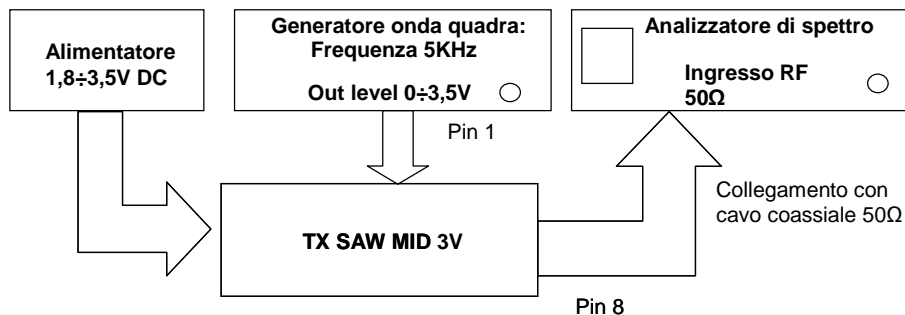 Alimentatore
1,8÷3,5V DC
Generatore onda quadra:
Frequenza 5KHz
Out level 0÷3,5V
Analizzatore di spettro
Ingresso RF
50Ω
Pin 1
Collegamento con
cavo coassiale 50Ω
TX SAW MID 3V
Pin 8